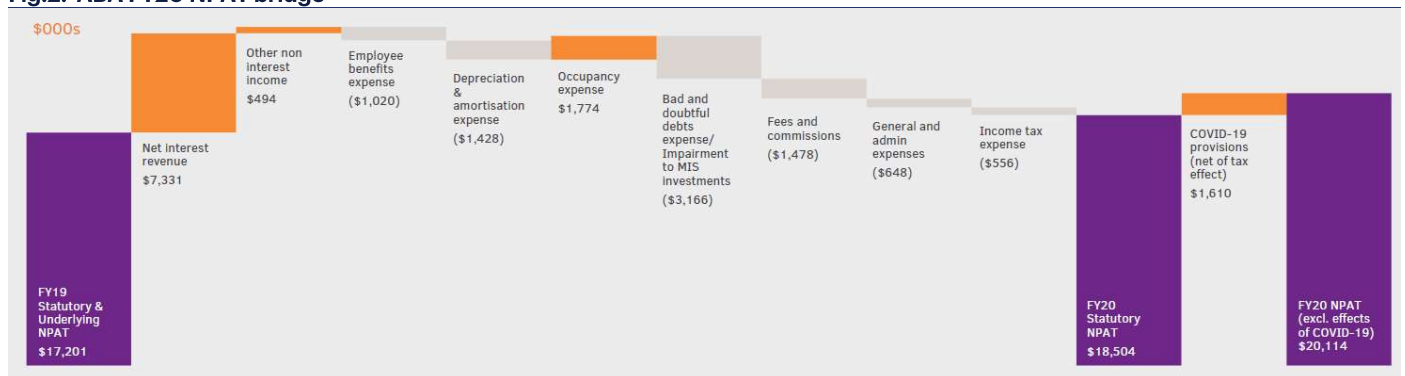 $000s
FY19
Statutory &
Underlying
NPAT
$17,201
Net interest
revenue
$7,331
Other non
interest
income
$494
Employee
benefits
expense
($1,020)
Depreciation
&
amortisation
expense
($1,428)
Occupancy
expense
$1,774
Bad and
doubtful
debts
expense/
Impairment
to MIS
investments
($3,166)
Fees and
commissions
($1,478)
General and
admin
expenses
($648)
Income tax
expense
($556)
FY20
Statutory
NPAT
$18,504
COVID-19
provisions
(net of tax
effect)
$1,610
FY20 NPAT
(excl. effects
of COVID-19)
$20,114